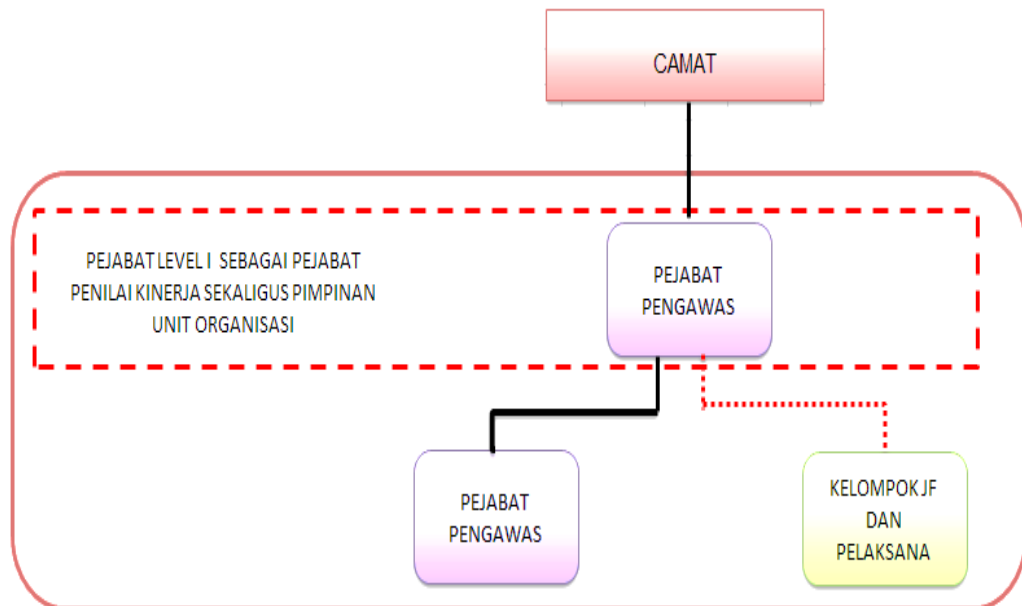 CAMAT
PEJABAT LEVEL I SEBAGAI PEJABAT
PENILAI KINERJA SEKALIGUS PIMPINAN
UNIT ORGANISASI
PEJABAT
PENGAWAS
PEJABAT
PENGAWAS
KELOMPOK JF
DAN
PELAKSANA